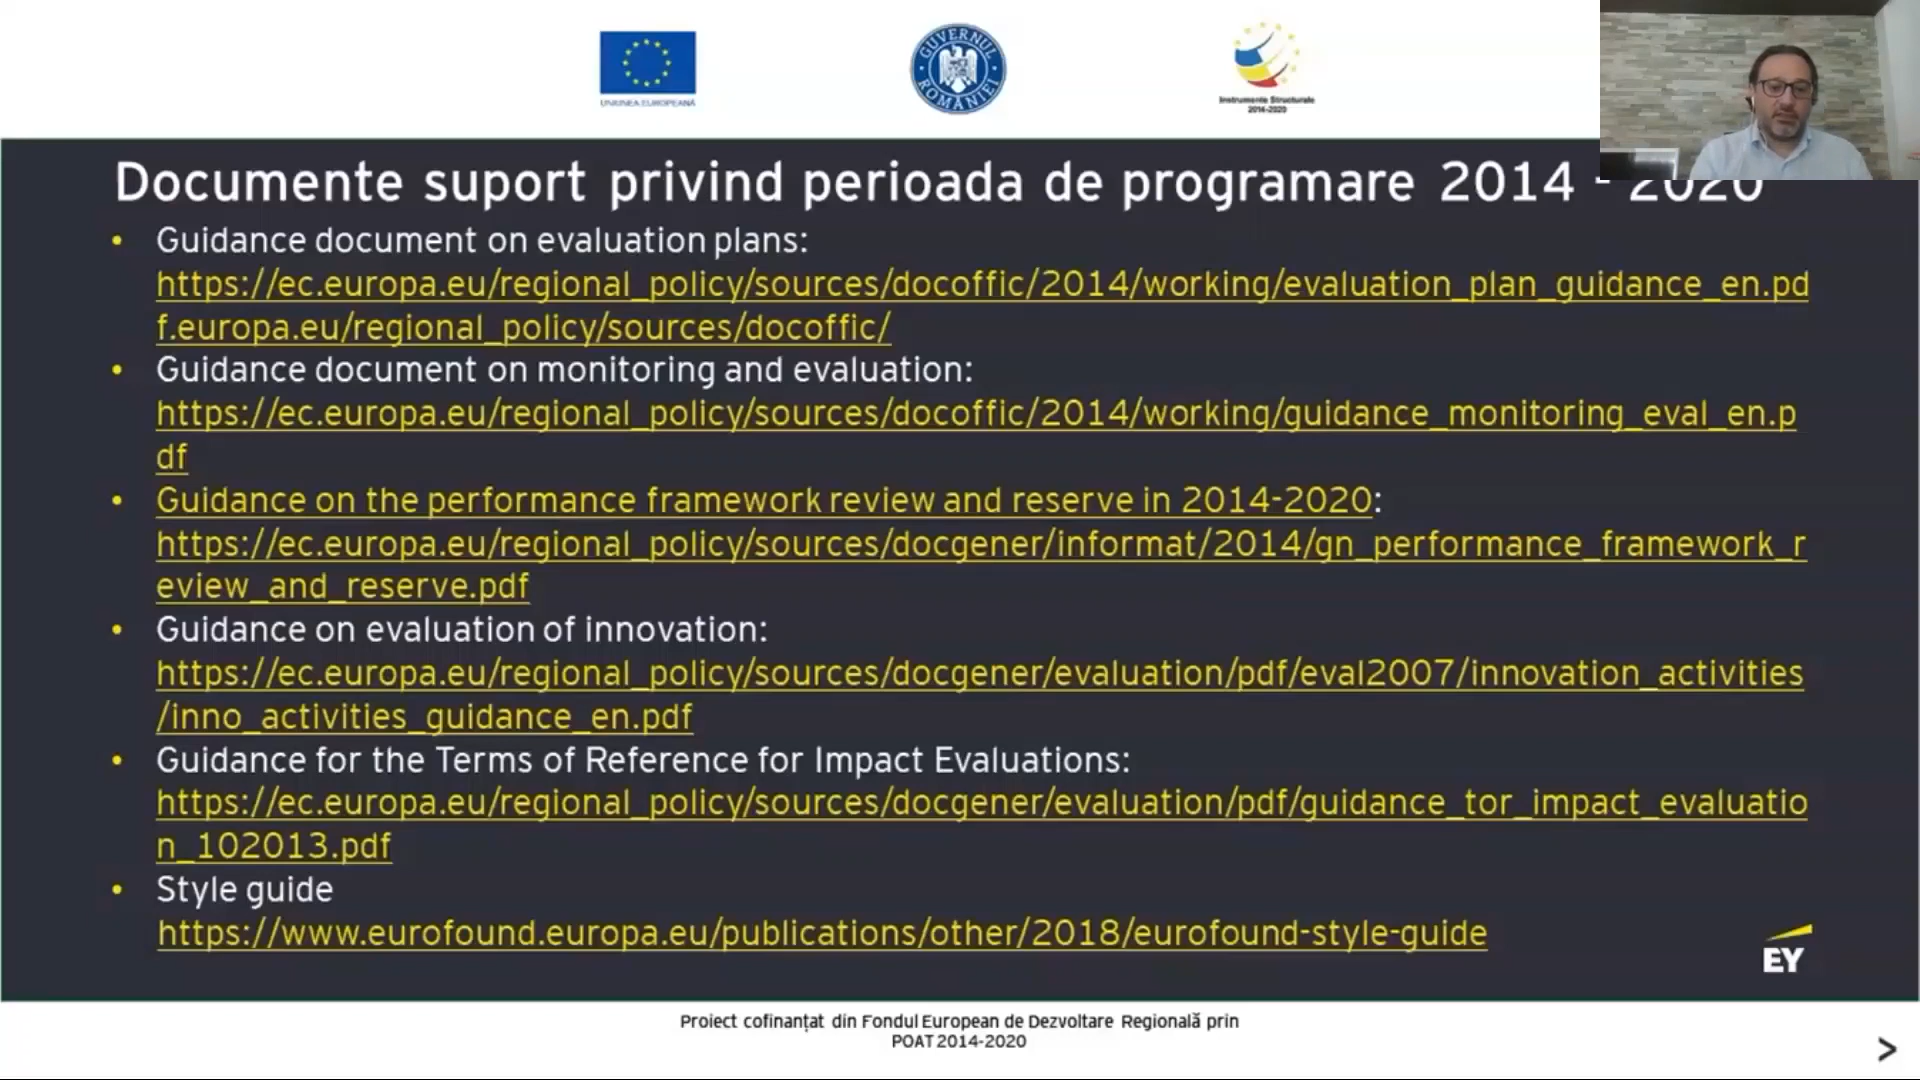 UNIUNEA EUROPEANĂ
GUVERNUL ROMÂNIEI
Instrumente Structurale
2014-2020
Documente suport privind perioada de programare 2014 - 2020
• Guidance document on evaluation plans:
https://ec.europa.eu/regional_policy/sources/docoffic/2014/working/evaluation_plan_guidance_en.pd
f.europa.eu/regional_policy/sources/docoffic/
• Guidance document on monitoring and evaluation:
https://ec.europa.eu/regional_policy/sources/docoffic/2014/working/guidance_monitoring_eval_en.p
df
• Guidance on the performance framework review and reserve in 2014-2020:
https://ec.europa.eu/regional_policy/sources/docgener/informat/2014/gn_performance_framework_r
eview_and_reserve.pdf
• Guidance on evaluation of innovation:
https://ec.europa.eu/regional_policy/sources/docgener/evaluation/pdf/eval2007/innovation_activities
/inno_activities_guidance_en.pdf
• Guidance for the Terms of Reference for Impact Evaluations:
https://ec.europa.eu/regional_policy/sources/docgener/evaluation/pdf/guidance_tor_impact_evaluatio
n_102013.pdf
• Style guide
https://www.eurofound.europa.eu/publications/other/2018/eurofound-style-guide
EY
Proiect cofinanțat din Fondul European de Dezvoltare Regională prin
POAT 2014-2020
>